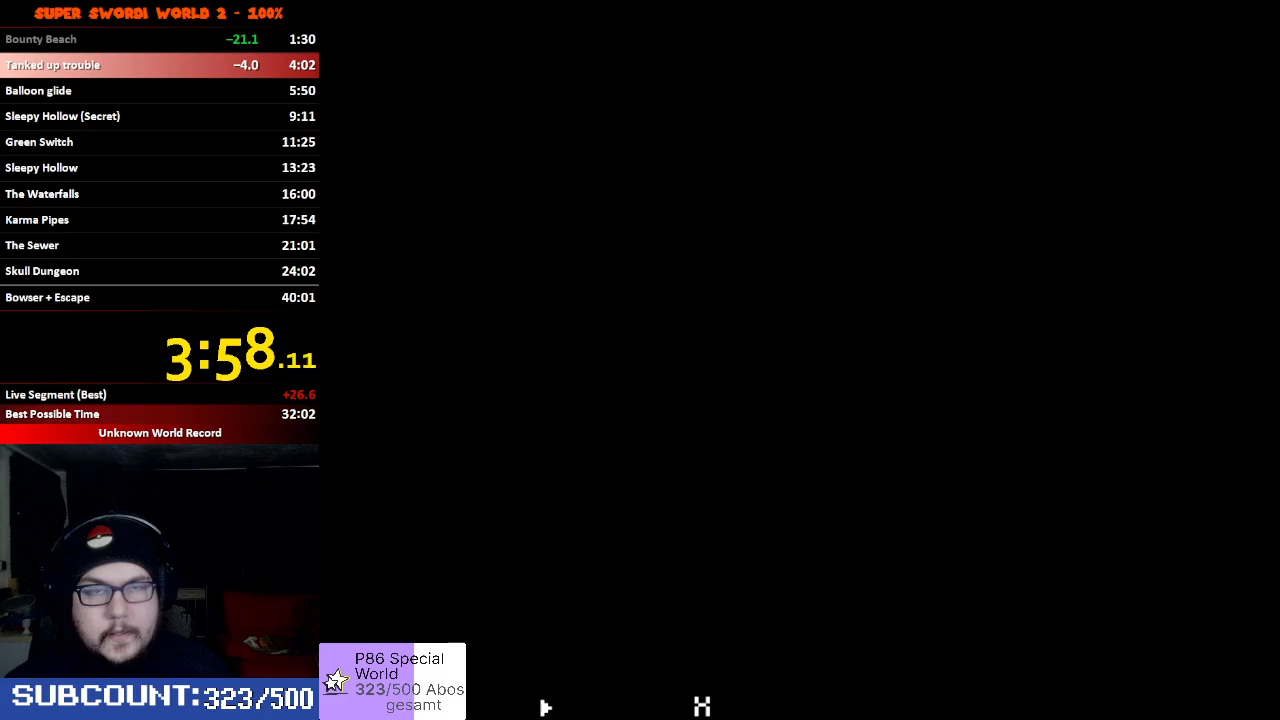 SUPER SWORDI WORLD 2 - 100%
Bounty Beach −21.1 1:30
Tanked up trouble −4.0 4:02
Balloon glide 5:50
Sleepy Hollow (Secret) 9:11
Green Switch 11:25
Sleepy Hollow 13:23
The Waterfalls 16:00
Karma Pipes 17:54
The Sewer 21:01
Skull Dungeon 24:02
Bowser + Escape 40:01
3:58.11
Live Segment (Best) +26.6
Best Possible Time 32:02
Unknown World Record
P86 Special
World
323/500 Abos
gesamt
SUBCOUNT:323/500